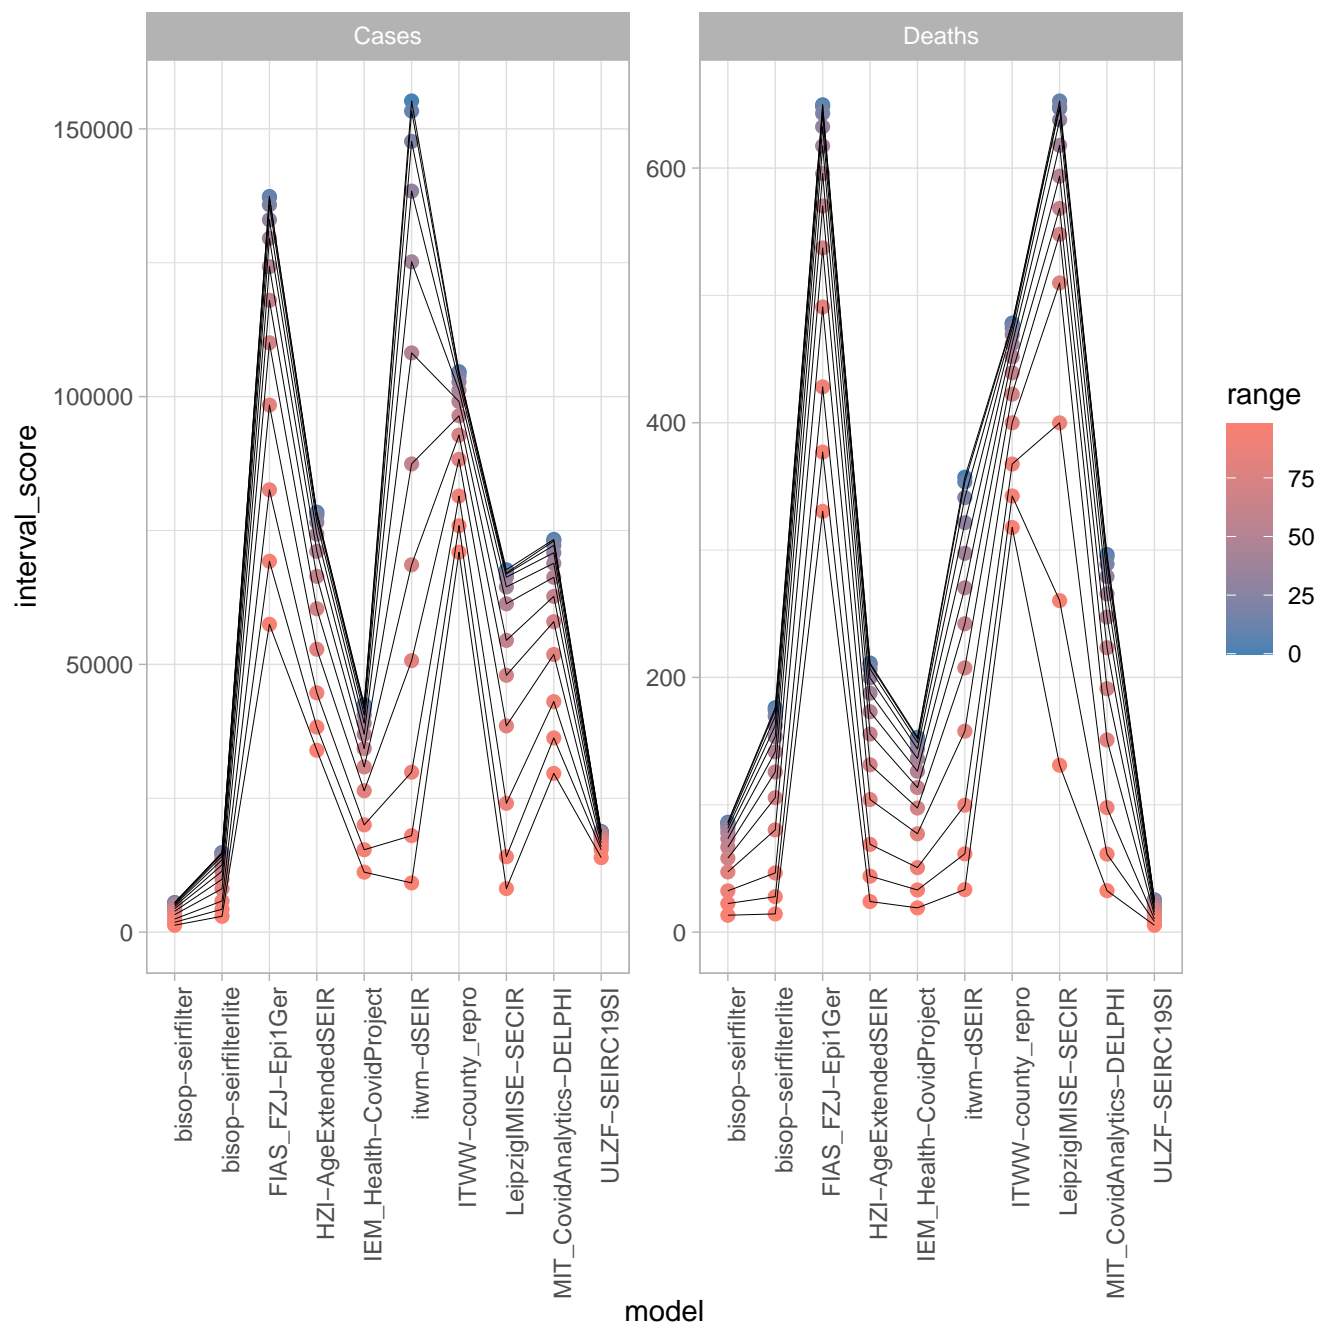 Cases
Deaths
interval_score
150000
100000
50000
0
600
400
200
0
range
75
50
25
0
bisop−seirfilter
bisop−seirfilterlite
FIAS_FZJ−Epi1Ger
HZI−AgeExtendedSEIR
IEM_Health−CovidProject
itwm−dSEIR
ITWW−county_repro
LeipzigIMISE−SECIR
MIT_CovidAnalytics−DELPHI
ULZF−SEIRC19SI
bisop−seirfilter
bisop−seirfilterlite
FIAS_FZJ−Epi1Ger
HZI−AgeExtendedSEIR
IEM_Health−CovidProject
itwm−dSEIR
ITWW−county_repro
LeipzigIMISE−SECIR
MIT_CovidAnalytics−DELPHI
ULZF−SEIRC19SI
model